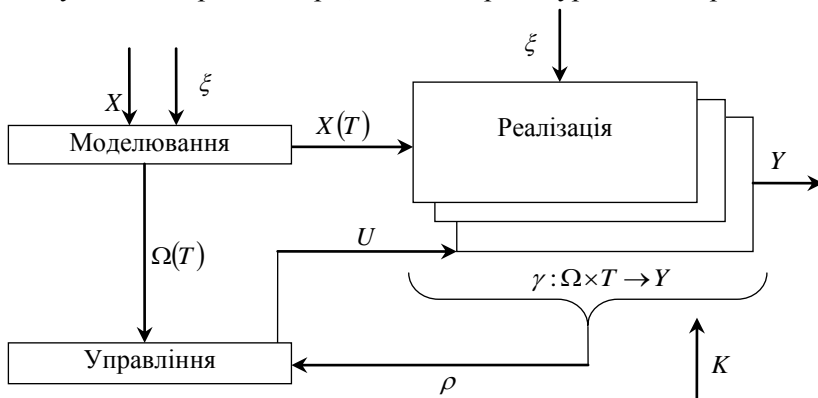 ξ
X
ξ
Реалізація
X(T)
Моделювання
Y
U
Ω(T)
γ : Ω×T → Y
Управління
ρ
K